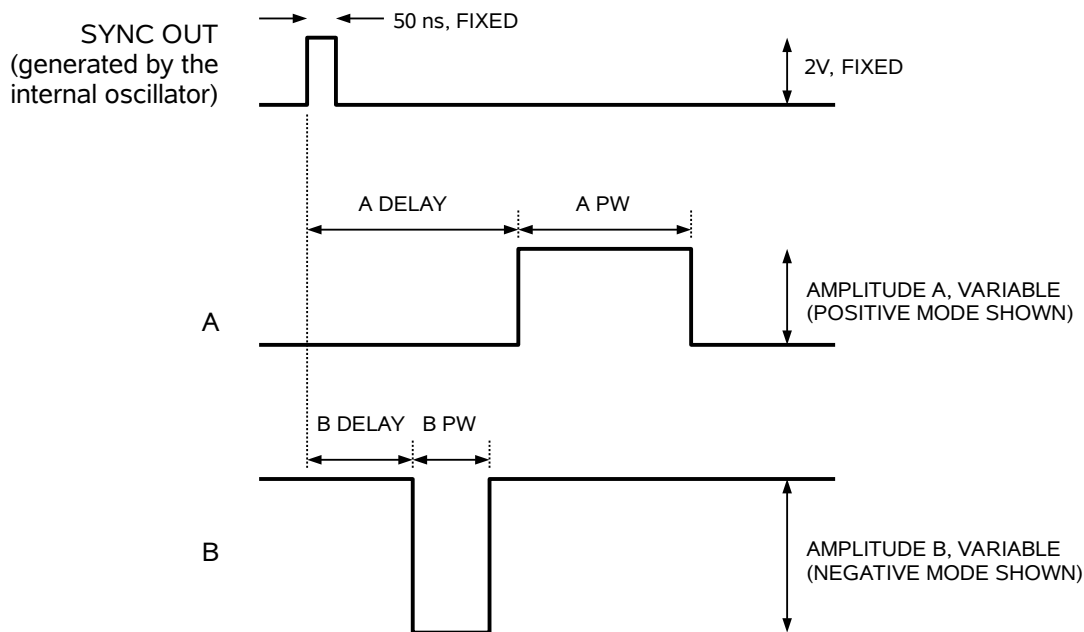 50 ns, FIXED
SYNC OUT
(generated by the
internal oscillator)
2V, FIXED
A DELAY
A PW
A
AMPLITUDE A, VARIABLE
(POSITIVE MODE SHOWN)
B DELAY
B PW
B
AMPLITUDE B, VARIABLE
(NEGATIVE MODE SHOWN)